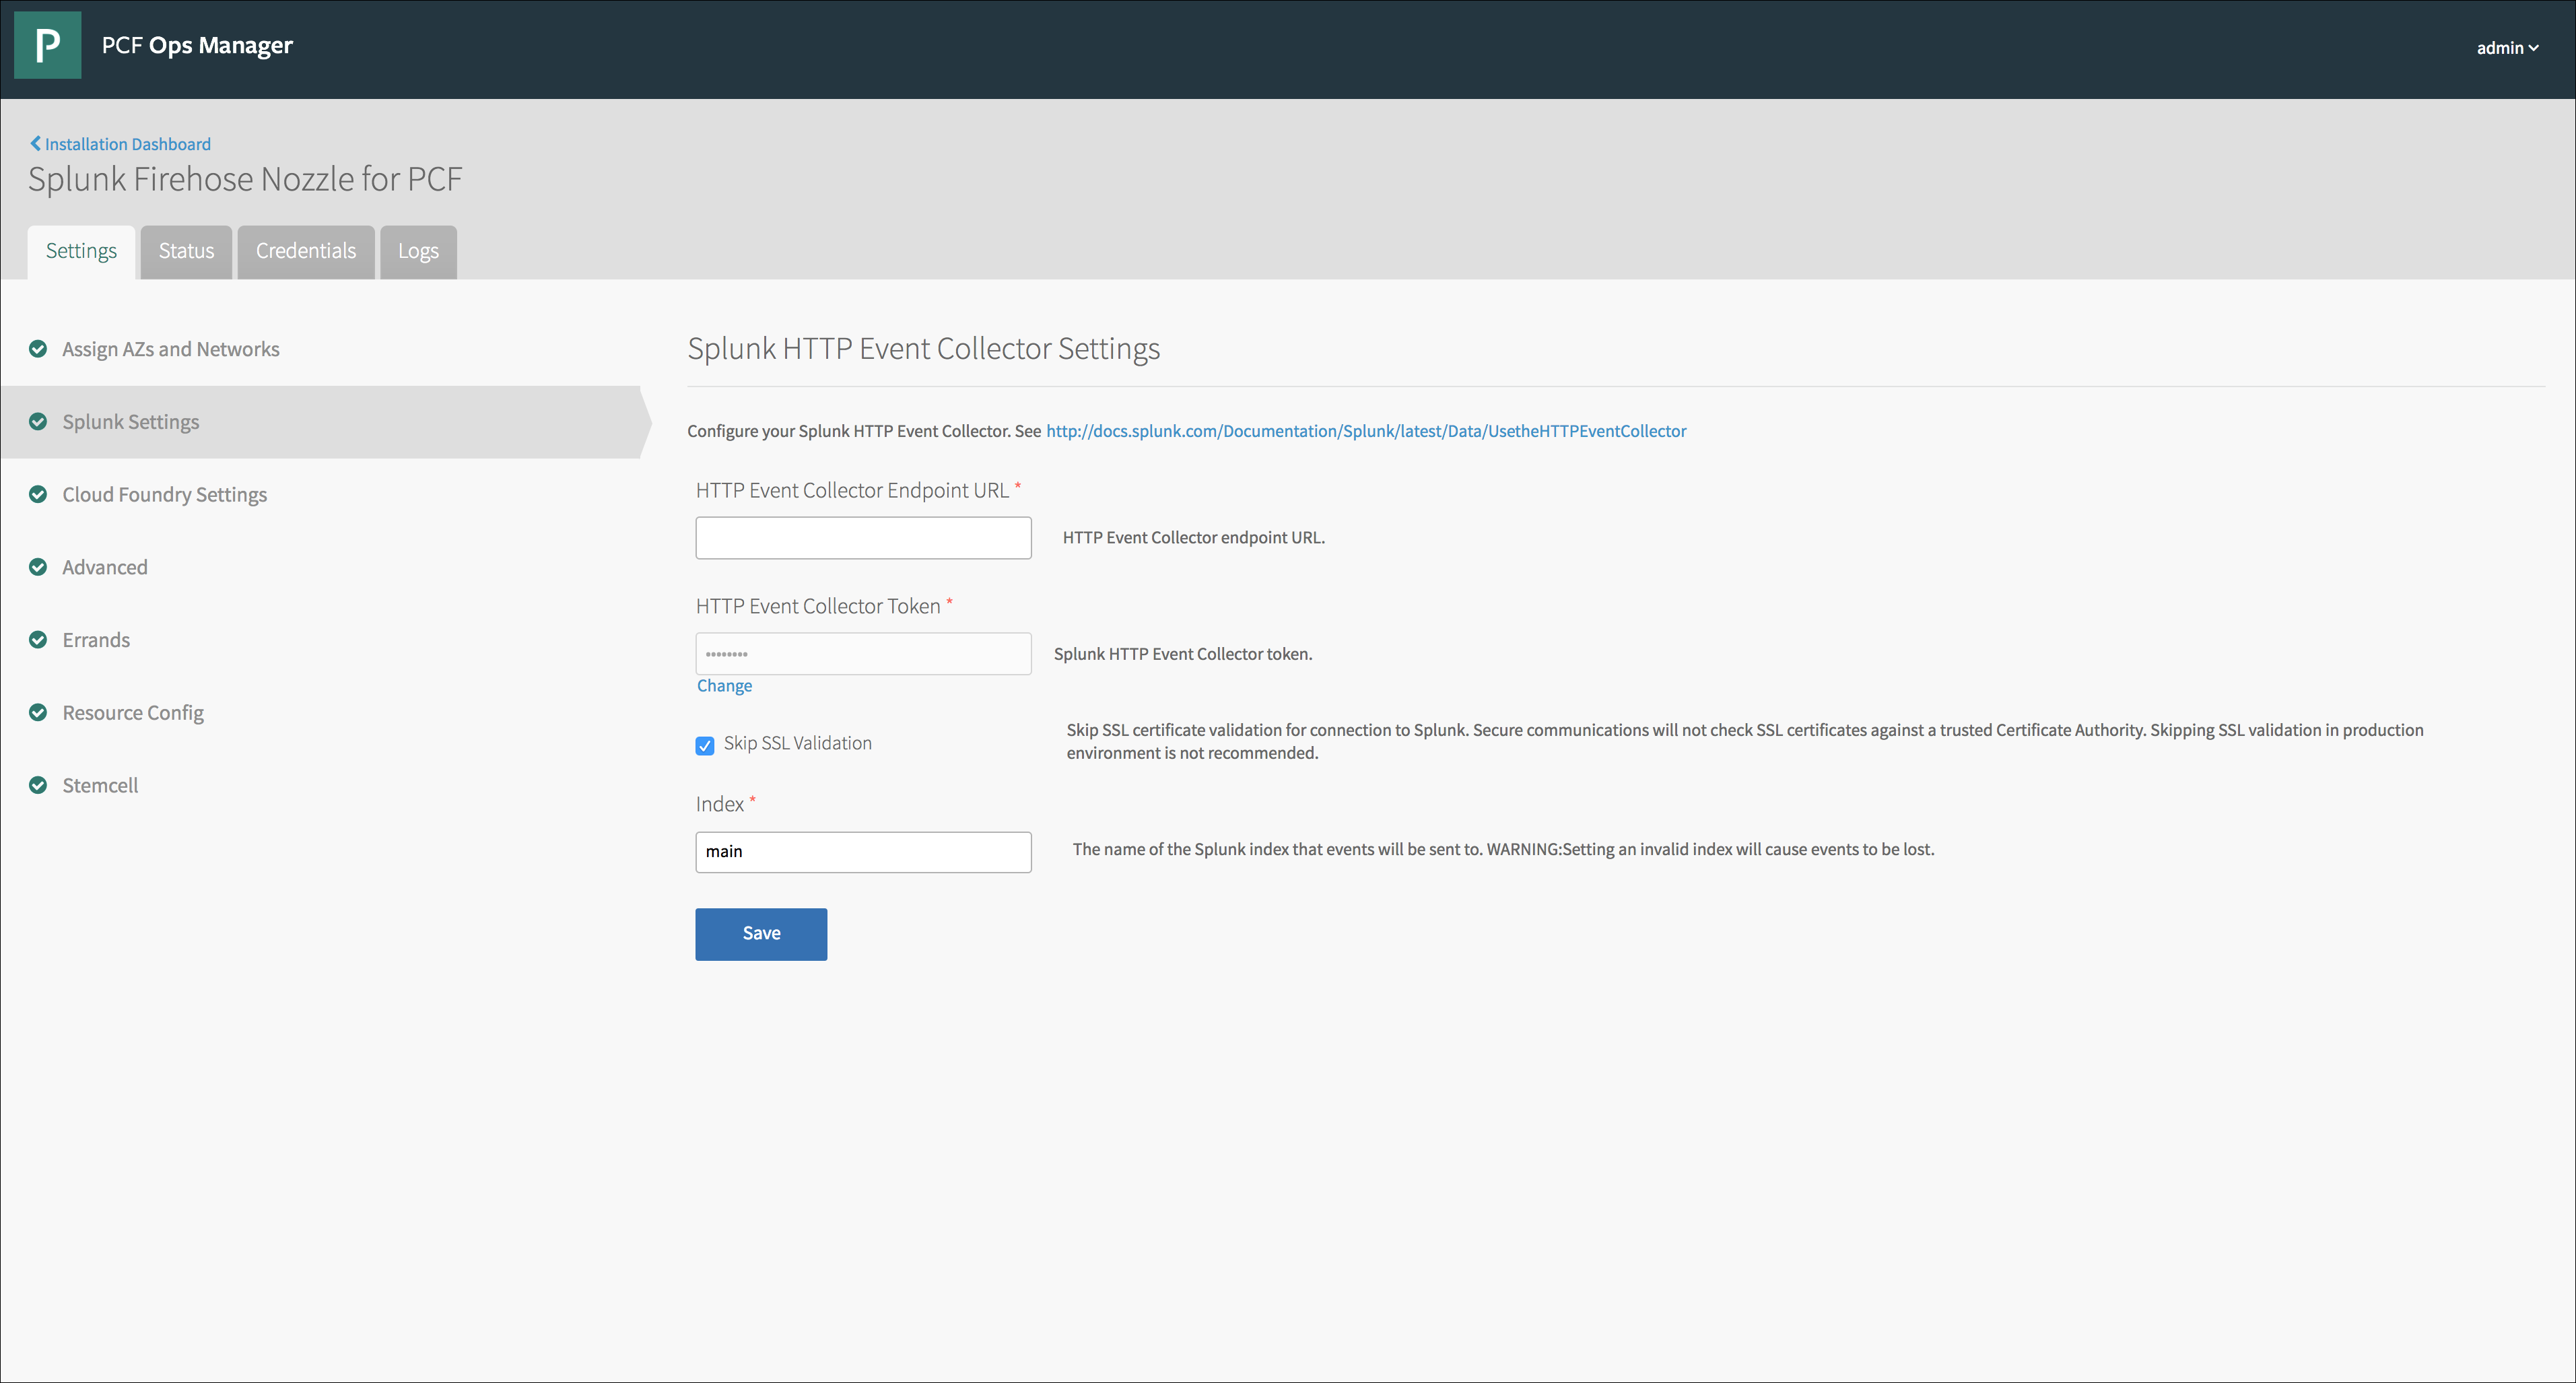 P
PCF Ops Manager
admin
Installation Dashboard
Splunk Firehose Nozzle for PCF
Settings
Status
Credentials
Logs
Assign AZs and Networks
Splunk Settings
Cloud Foundry Settings
Advanced
Errands
Resource Config
Stemcell
Splunk HTTP Event Collector Settings
Configure your Splunk HTTP Event Collector. See http://docs.splunk.com/Documentation/Splunk/latest/Data/UsetheHTTPEventCollector
HTTP Event Collector Endpoint URL *
HTTP Event Collector endpoint URL.
HTTP Event Collector Token *
••••••••
Splunk HTTP Event Collector token.
Change
Skip SSL Validation
Skip SSL certificate validation for connection to Splunk. Secure communications will not check SSL certificates against a trusted Certificate Authority. Skipping SSL validation in production
environment is not recommended.
Index *
main
The name of the Splunk index that events will be sent to. WARNING:Setting an invalid index will cause events to be lost.
Save